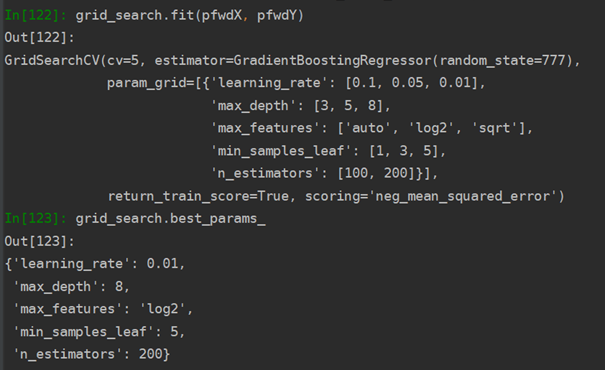 In[122]: grid_search.fit(pfwdX, pfwdY)
Out[122]:
GridSearchCV(cv=5, estimator=GradientBoostingRegressor(random_state=777),
             param_grid=[{'learning_rate': [0.1, 0.05, 0.01],
                          'max_depth': [3, 5, 8],
                          'max_features': ['auto', 'log2', 'sqrt'],
                          'min_samples_leaf': [1, 3, 5],
                          'n_estimators': [100, 200]}],
             return_train_score=True, scoring='neg_mean_squared_error')
In[123]: grid_search.best_params_
Out[123]:
{'learning_rate': 0.01,
 'max_depth': 8,
 'max_features': 'log2',
 'min_samples_leaf': 5,
 'n_estimators': 200}